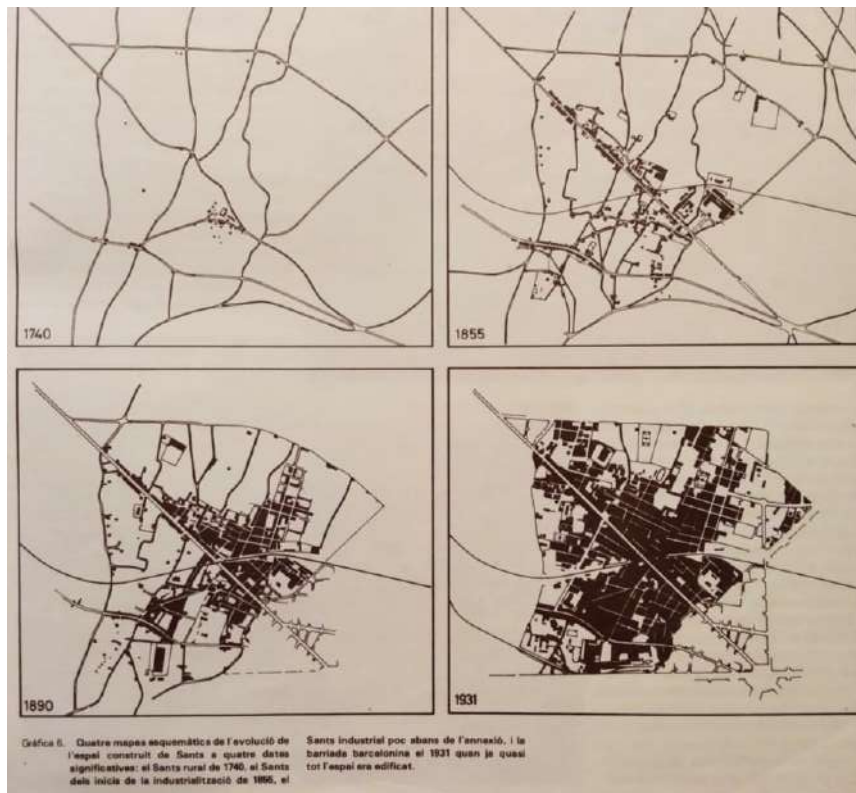 1740
1855
1890
1931
Gràfica 6. Quatre mapes esquemàtics de l'evolució de
l'espai construït de Sants a quatre dates
significatives: el Sants rural de 1740, el Sants
dels inicis de la industrialització de 1855, el
Sants industrial poc abans de l'annexió, i la
barriada barcelonina el 1931 quan ja quasi
tot l'espai era edificat.